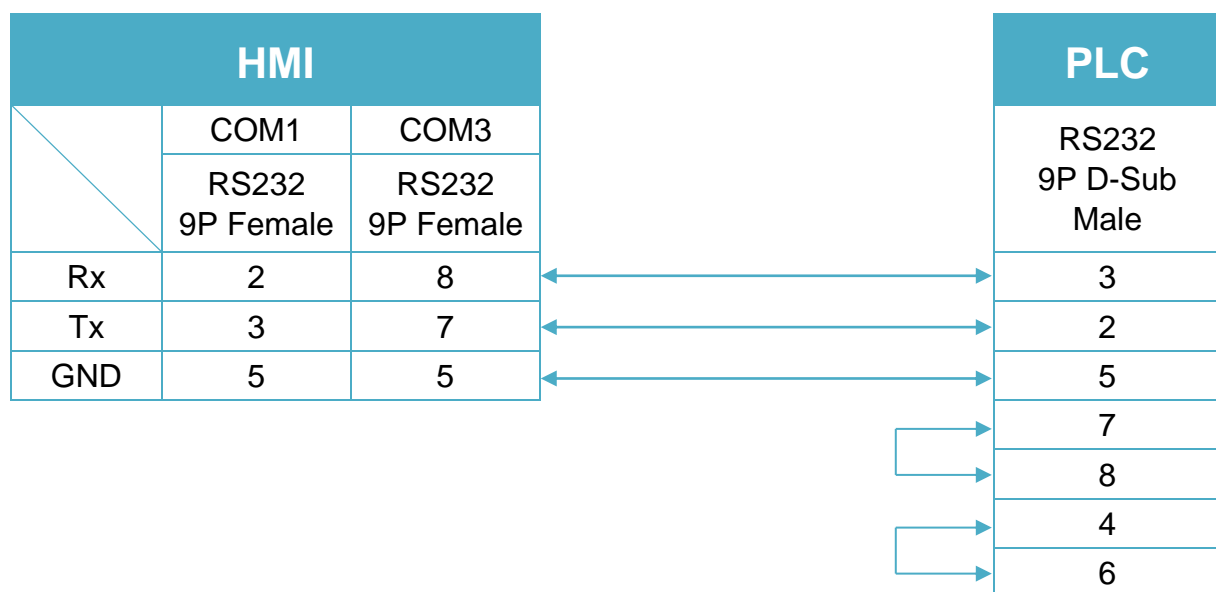 HMI
PLC
COM1
COM3
RS232
9P D-Sub
Male
RS232
9P Female
RS232
9P Female
Rx
2
8
3
Tx
3
7
2
GND
5
5
5
7
8
4
6